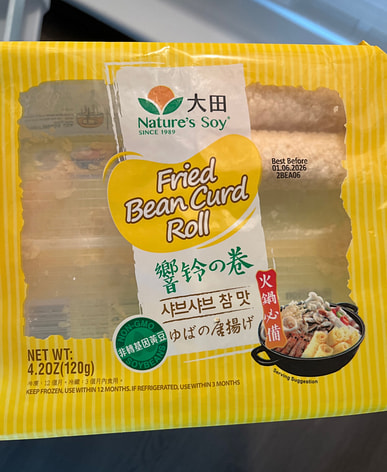 大田
Nature's Soy®
SINCE 1989
Fried
Bean Curd
Roll
Best Before
01.06.2026
2BEA06
響鈴の巻
샤브샤브 참 맛
ゆばの唐揚げ
火鍋必備
NON-GMO
非轉基因黃豆
SOYBEANS
NET WT:
4.2OZ(120g)
Serving Suggestion
KEEP FROZEN, USE WITHIN 12 MONTHS. IF REFRIGERATED, USE WITHIN 3 MONTHS